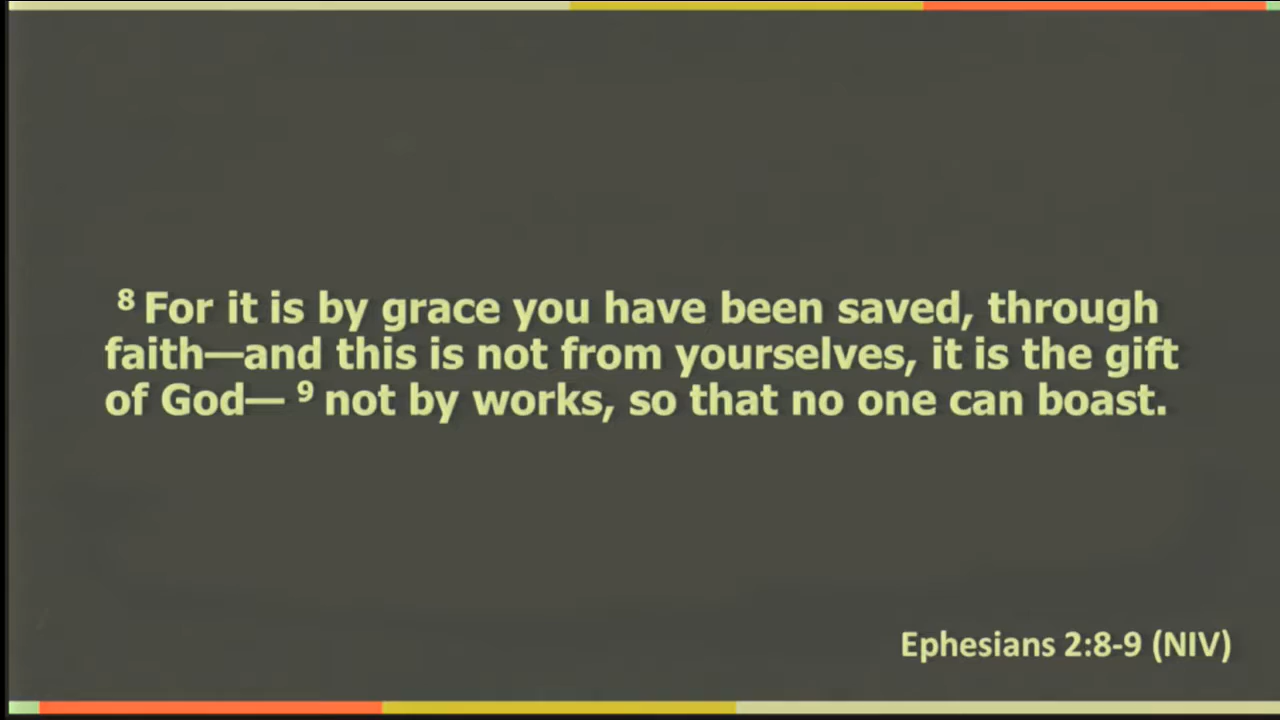 ⁸ For it is by grace you have been saved, through
faith—and this is not from yourselves, it is the gift
of God— ⁹ not by works, so that no one can boast.
Ephesians 2:8-9 (NIV)